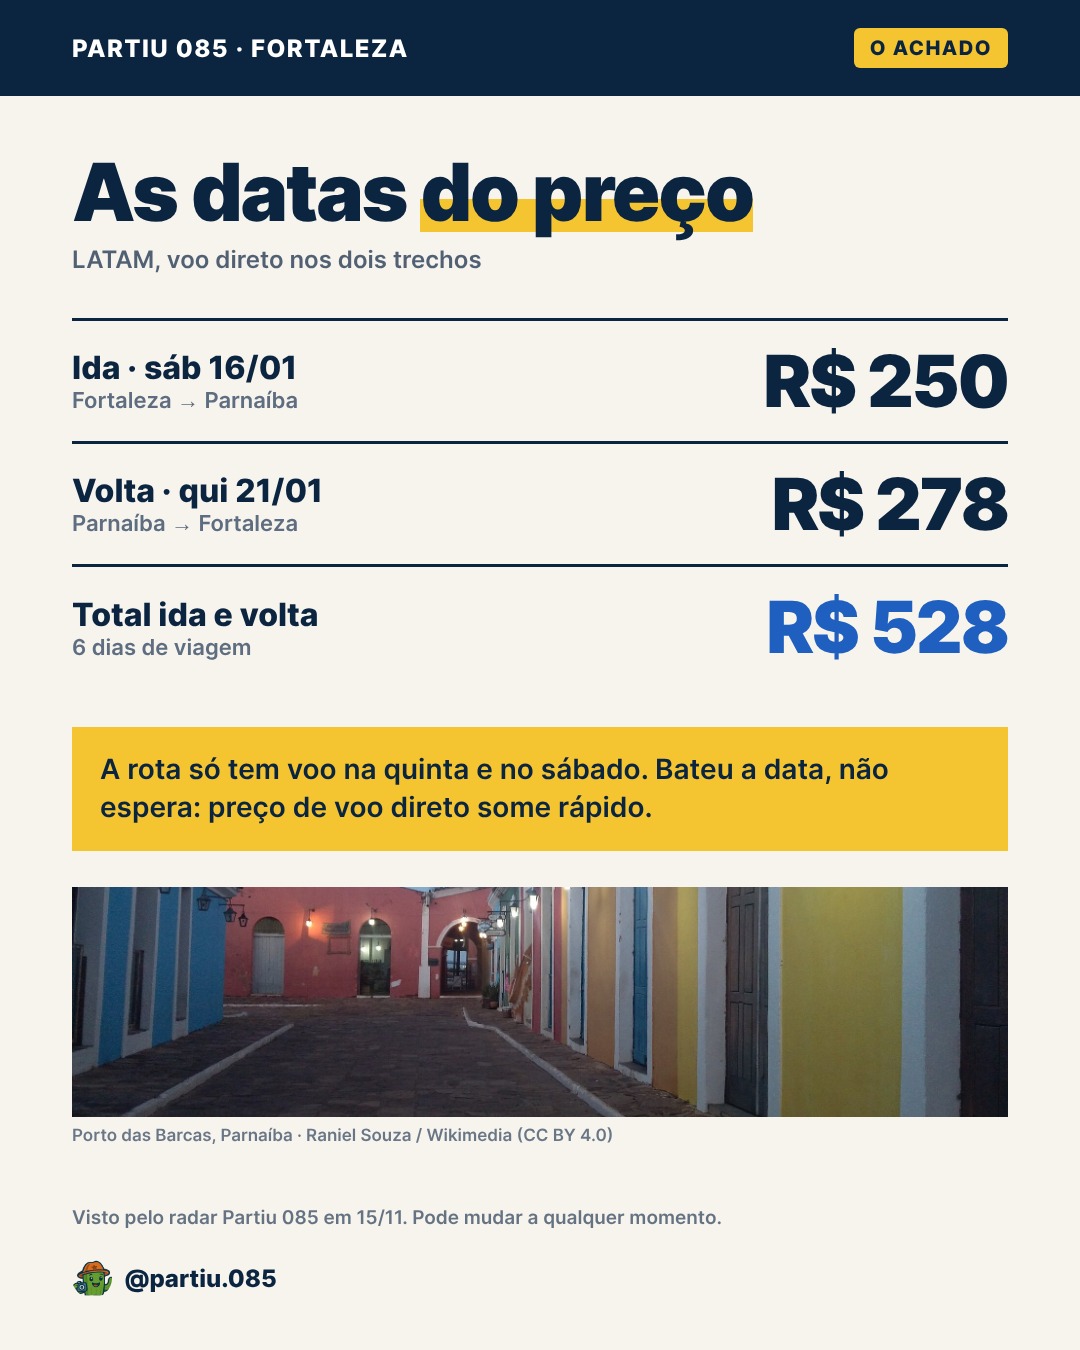 PARTIU 085 · FORTALEZA
O ACHADO
As datas do preço
LATAM, voo direto nos dois trechos
Ida · sáb 16/01
Fortaleza → Parnaíba
R$ 250
Volta · qui 21/01
Parnaíba → Fortaleza
R$ 278
Total ida e volta
6 dias de viagem
R$ 528
A rota só tem voo na quinta e no sábado. Bateu a data, não
espera: preço de voo direto some rápido.
Porto das Barcas, Parnaíba · Raniel Souza / Wikimedia (CC BY 4.0)
Visto pelo radar Partiu 085 em 15/11. Pode mudar a qualquer momento.
@partiu.085